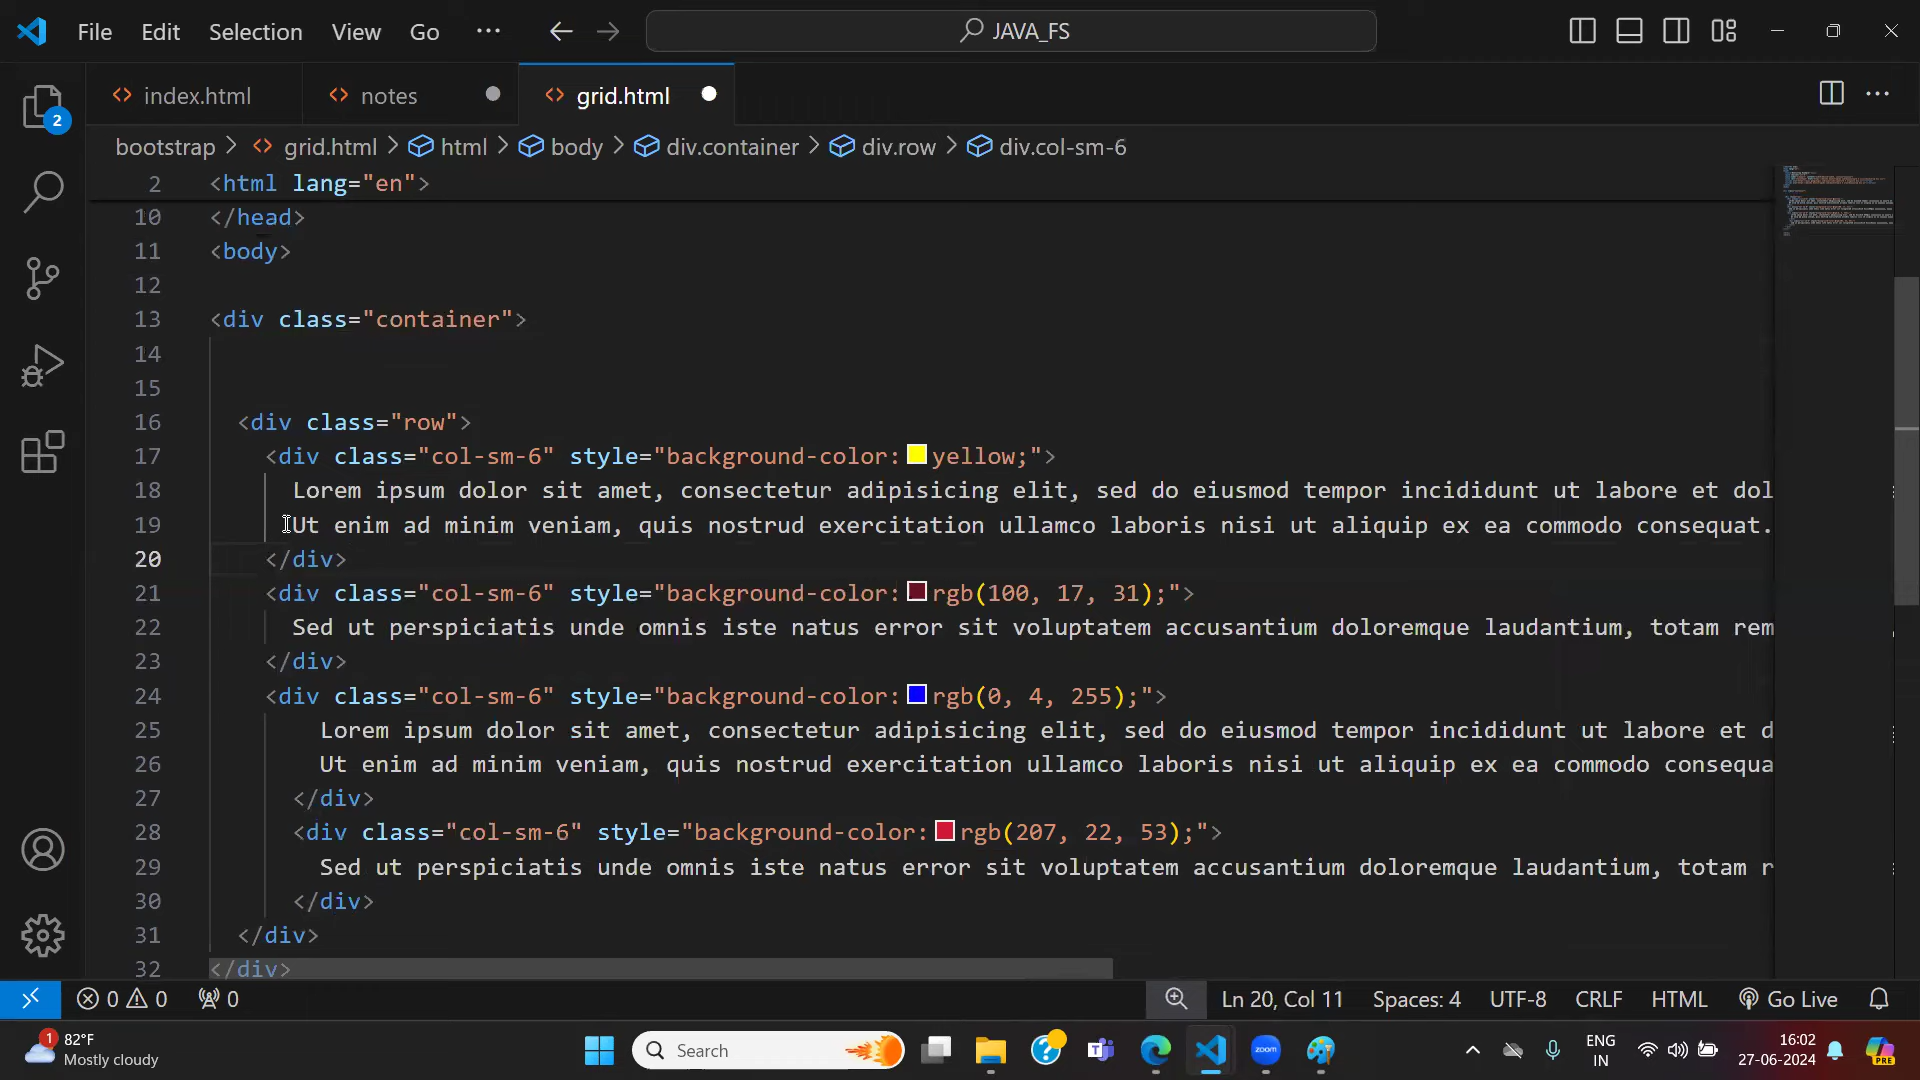 File Edit Selection View Go ··· JAVA_FS
index.html notes grid.html
2
bootstrap > grid.html > html > body > div.container > div.row > div.col-sm-6
2 <html lang="en">
10 </head>
11 <body>
12
13 <div class="container">
14
15
16 <div class="row">
17 <div class="col-sm-6" style="background-color:yellow;">
18 Lorem ipsum dolor sit amet, consectetur adipisicing elit, sed do eiusmod tempor incididunt ut labore et dol
19 Ut enim ad minim veniam, quis nostrud exercitation ullamco laboris nisi ut aliquip ex ea commodo consequat.
20 </div>
21 <div class="col-sm-6" style="background-color:rgb(100, 17, 31);">
22 Sed ut perspiciatis unde omnis iste natus error sit voluptatem accusantium doloremque laudantium, totam rem
23 </div>
24 <div class="col-sm-6" style="background-color:rgb(0, 4, 255);">
25 Lorem ipsum dolor sit amet, consectetur adipisicing elit, sed do eiusmod tempor incididunt ut labore et d
26 Ut enim ad minim veniam, quis nostrud exercitation ullamco laboris nisi ut aliquip ex ea commodo consequa
27 </div>
28 <div class="col-sm-6" style="background-color:rgb(207, 22, 53);">
29 Sed ut perspiciatis unde omnis iste natus error sit voluptatem accusantium doloremque laudantium, totam r
30 </div>
31 </div>
32 </div>
0 0 0 Ln 20, Col 11 Spaces: 4 UTF-8 CRLF HTML Go Live
1 82°F Search zoom ENG 16:02 PRE
Mostly cloudy IN 27-06-2024